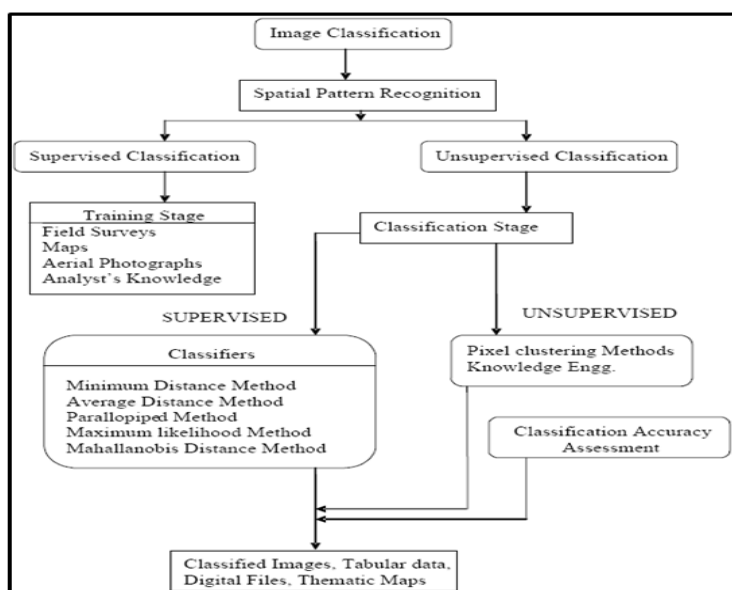 Image Classification
Spatial Pattern Recognition
Supervised Classification
Unsupervised Classification
Training Stage
Field Surveys
Maps
Aerial Photographs
Analyst's Knowledge
Classification Stage
SUPERVISED
UNSUPERVISED
Classifiers
Minimum Distance Method
Average Distance Method
Parallopiped Method
Maximum likelihood Method
Mahallanobis Distance Method
Pixel clustering Methods
Knowledge Engg.
Classification Accuracy
Assessment
Classified Images, Tabular data,
Digital Files, Thematic Maps